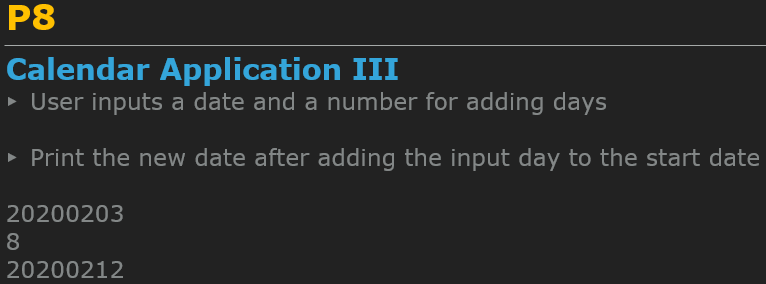 P8
Calendar Application III
▸ User inputs a date and a number for adding days
▸ Print the new date after adding the input day to the start date
20200203
8
20200212